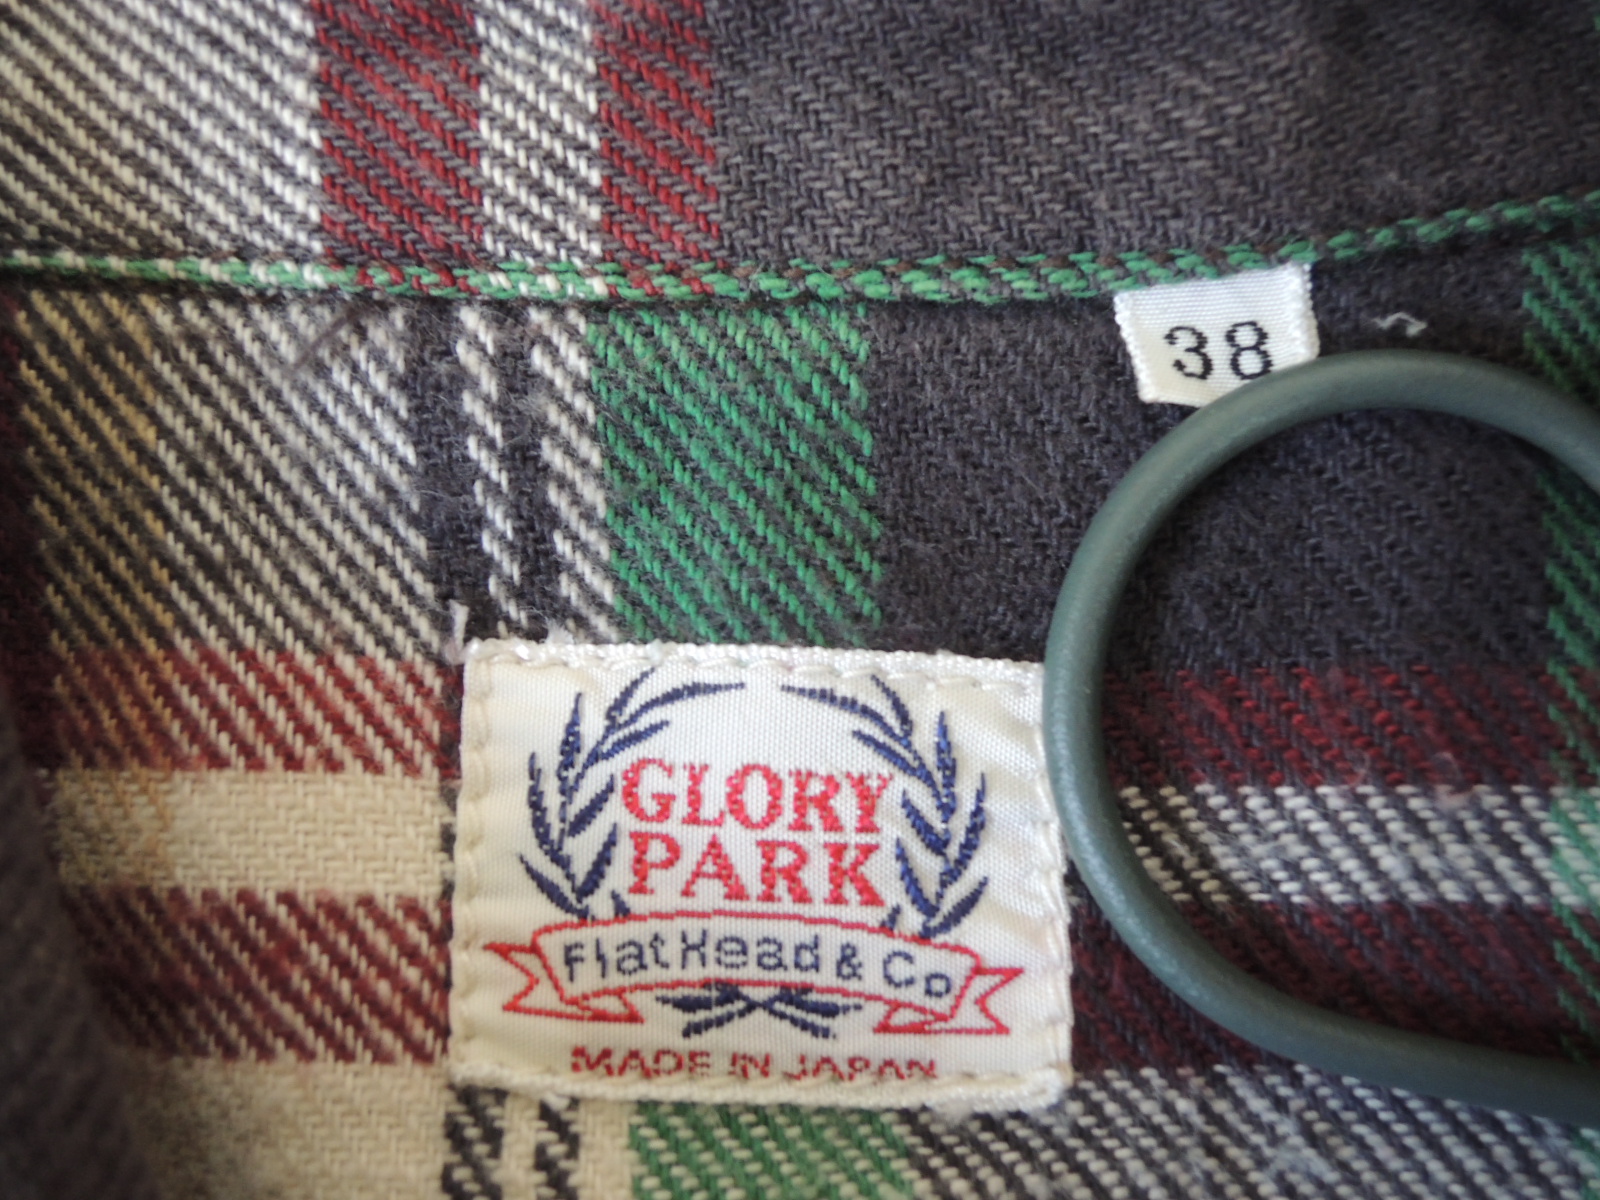 38
GLORY
PARK
FlatHead & Co
MADE IN JAPAN